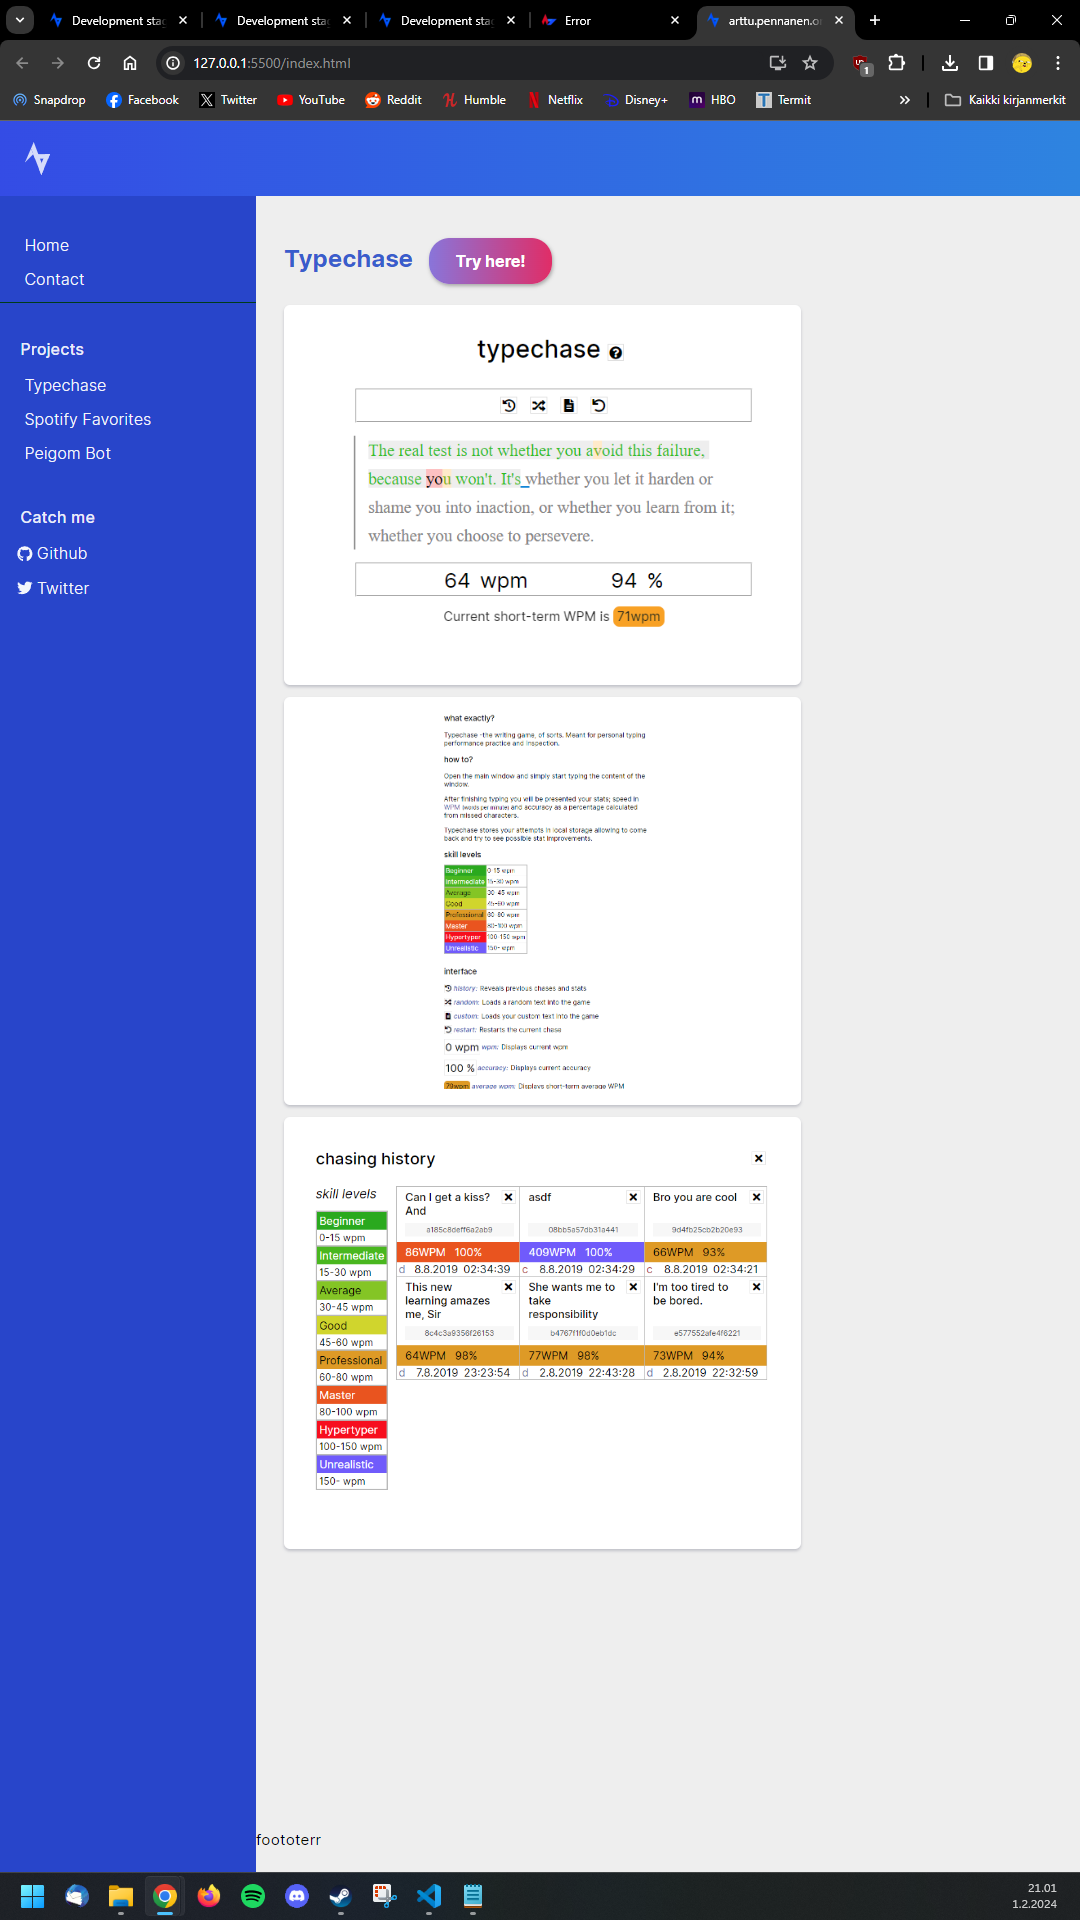 Development sta
Development sta
Development sta
Error
arttu.pennanen.o
127.0.0.1:5500/index.html
1
Snapdrop
Facebook
Twitter
YouTube
Reddit
Humble
Netflix
Disney+
HBO
Termit
Kaikki kirjanmerkit
Home
Contact
Projects
Typechase
Spotify Favorites
Peigom Bot
Catch me
Github
Twitter
Typechase
Try here!
typechase
The real test is not whether you avoid this failure,
because you won't. It's whether you let it harden or
shame you into inaction, or whether you learn from it;
whether you choose to persevere.
64 wpm 94 %
Current short-term WPM is 71wpm
what exactly?
Typechase -the writing game, of sorts. Meant for personal typing
performance practice and inspection.
how to?
Open the main window and simply start typing the content of the
window.
After finishing typing you will be presented your stats; speed in
WPM (words per minute) and accuracy as a percentage calculated
from missed characters.
Typechase stores your attempts in local storage allowing to come
back and try to see possible stat improvements.
skill levels
Beginner 0-15 wpm
Intermediate 15-30 wpm
Average 30-45 wpm
Good 45-60 wpm
Professional 60-80 wpm
Master 80-100 wpm
Hypertyper 100-150 wpm
Unrealistic 150- wpm
interface
history: Reveals previous chases and stats
random: Loads a random text into the game
custom: Loads your custom text into the game
restart: Restarts the current chase
0 wpm wpm: Displays current wpm
100 % accuracy: Displays current accuracy
79wpm average wpm: Displays short-term average WPM
chasing history
skill levels
Beginner
0-15 wpm
Intermediate
15-30 wpm
Average
30-45 wpm
Good
45-60 wpm
Professional
60-80 wpm
Master
80-100 wpm
Hypertyper
100-150 wpm
Unrealistic
150- wpm
Can I get a kiss?
And
a185c8deff6a2ab9
86WPM 100%
d 8.8.2019 02:34:39
asdf
08bb5a57db31a441
409WPM 100%
c 8.8.2019 02:34:29
Bro you are cool
9d4fb25cb2b20e93
66WPM 93%
c 8.8.2019 02:34:21
This new
learning amazes
me, Sir
8c4c3a9356f26153
64WPM 98%
d 7.8.2019 23:23:54
She wants me to
take
responsibility
b4767f1f0d0eb1dc
77WPM 98%
d 2.8.2019 22:43:28
I'm too tired to
be bored.
e577552afe4f6221
73WPM 94%
d 2.8.2019 22:32:59
foototerr
21.01
1.2.2024